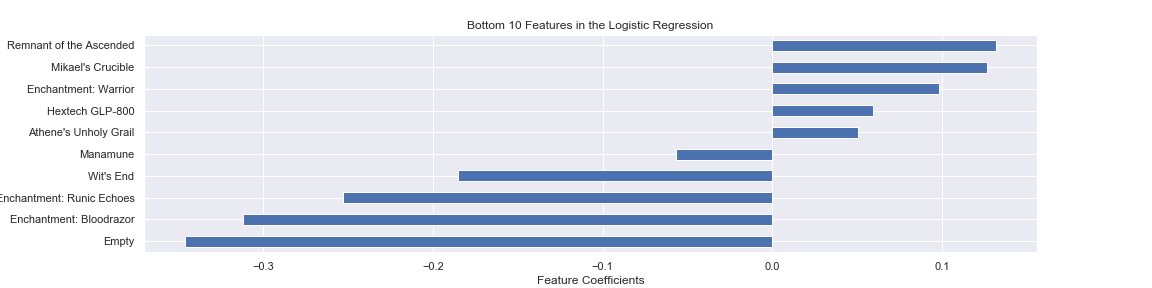 Bottom 10 Features in the Logistic Regression
Remnant of the Ascended
Mikael's Crucible
Enchantment: Warrior
Hextech GLP-800
Athene's Unholy Grail
Manamune
Wit's End
Enchantment: Runic Echoes
Enchantment: Bloodrazor
Empty
−0.3 −0.2 −0.1 0.0 0.1
Feature Coefficients